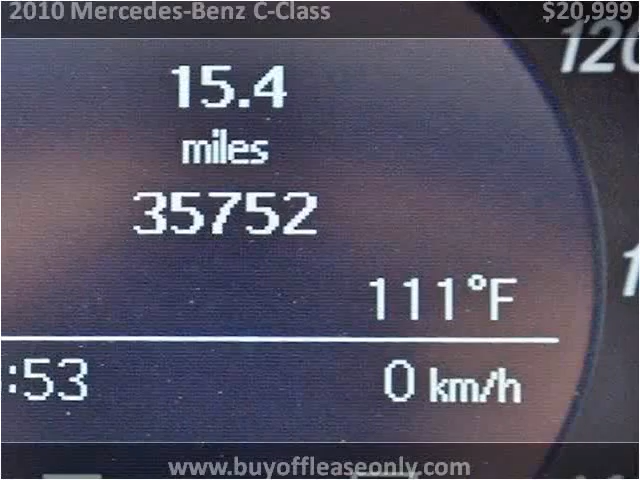 2010 Mercedes-Benz C-Class $20,999
15.4
miles
35752
111°F
:53 0 km/h
www.buyoffleaseonly.com